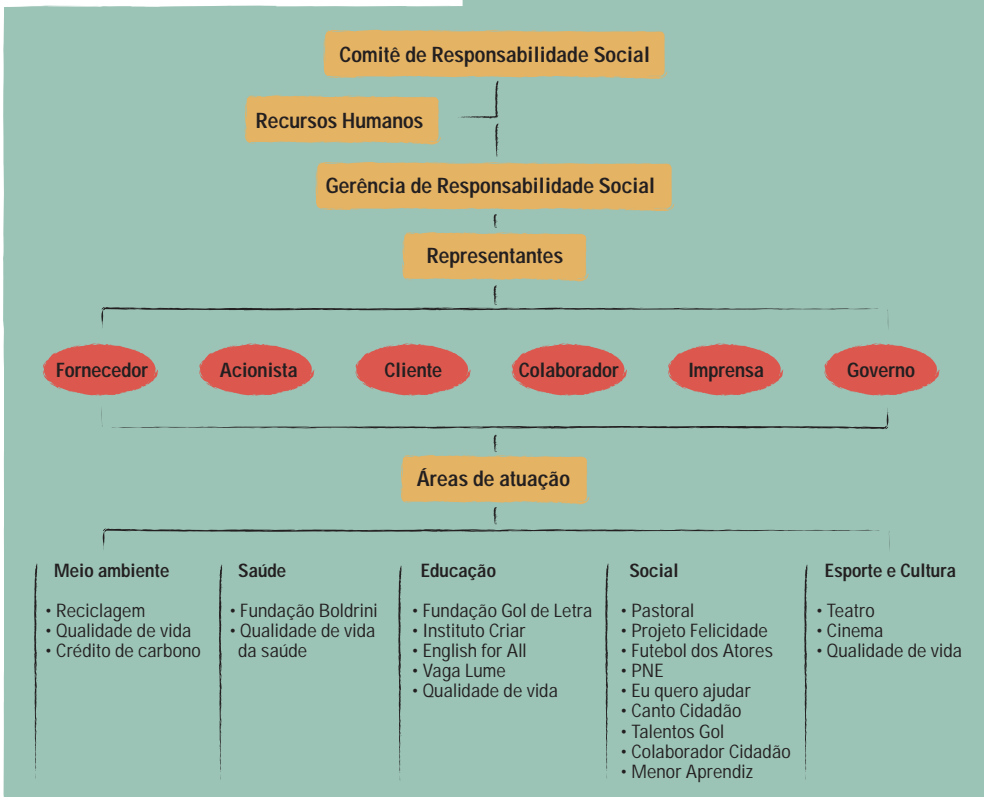 Comitê de Responsabilidade Social
Recursos Humanos
Gerência de Responsabilidade Social
Representantes
Fornecedor
Acionista
Cliente
Colaborador
Imprensa
Governo
Áreas de atuação
Meio ambiente
• Reciclagem
• Qualidade de vida
• Crédito de carbono
Saúde
• Fundação Boldrini
• Qualidade de vida
da saúde
Educação
• Fundação Gol de Letra
• Instituto Criar
• English for All
• Vaga Lume
• Qualidade de vida
Social
• Pastoral
• Projeto Felicidade
• Futebol dos Atores
• PNE
• Eu quero ajudar
• Canto Cidadão
• Talentos Gol
• Colaborador Cidadão
• Menor Aprendiz
Esporte e Cultura
• Teatro
• Cinema
• Qualidade de vida